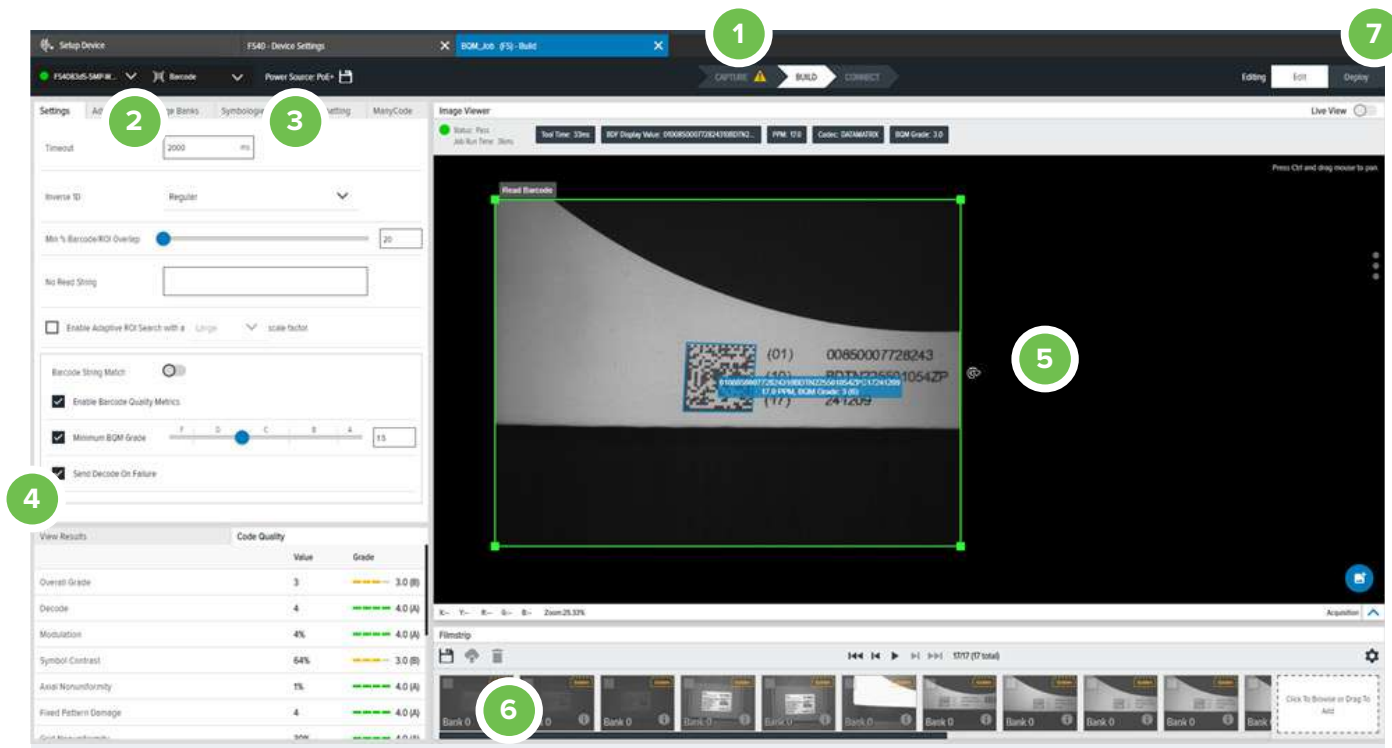 1
7
Setup Device
FS40 - Device Settings
BQM_Job (FS) - Build
Barcode
Power Source: PoE+
CAPTURE
BUILD
CONNECT
Editing
Edit
Deploy
2
3
Settings
Banks
ManyCode
Image Viewer
Live View
Status: Pass
Job Run Time: 36ms
Tool Time: 33ms
PPM: 17.0
Codec: DATAMATRIX
BQM Grade: 3.0
Timeout
2000
ms
Press Ctrl and drag mouse to pan
Read Barcode
Inverse 1D
Regular
Min % Barcode/ROI Overlap
20
No Read String
Enable Adaptive ROI Search with a Large scale factor
(01) 00850007728243
(17) 241209
17.0 PPM, BQM Grade: 3 (B)
5
Barcode String Match
Enable Barcode Quality Metrics
Minimum BQM Grade
F D C B A
1.5
Send Decode On Failure
4
View Results
Code Quality
Value Grade
Overall Grade 3 3.0 (B)
Decode 4 4.0 (A)
Modulation 4% 4.0 (A)
Symbol Contrast 64% 3.0 (B)
Axial Nonuniformity 1% 4.0 (A)
Fixed Pattern Damage 4 4.0 (A)
X:-- Y:-- R:-- G:-- B:-- Zoom:25.33%
Acquisition
Filmstrip
17/17 (17 total)
6
Bank 0
Bank 0
Bank 0
Bank 0
Bank 0
Bank 0
Bank 0
Bank 0
Bank 0
Click To Browse or Drag To
Add